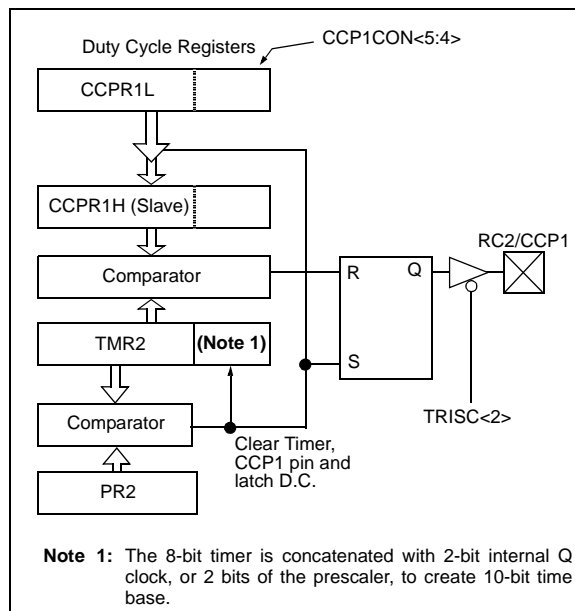 Duty Cycle Registers
CCP1CON<5:4>
CCPR1L
CCPR1H (Slave)
Comparator
RC2/CCP1
R
Q
TMR2
(Note 1)
S
Comparator
TRISC<2>
Clear Timer,
CCP1 pin and
latch D.C.
PR2
Note 1: The 8-bit timer is concatenated with 2-bit internal Q
clock, or 2 bits of the prescaler, to create 10-bit time
base.